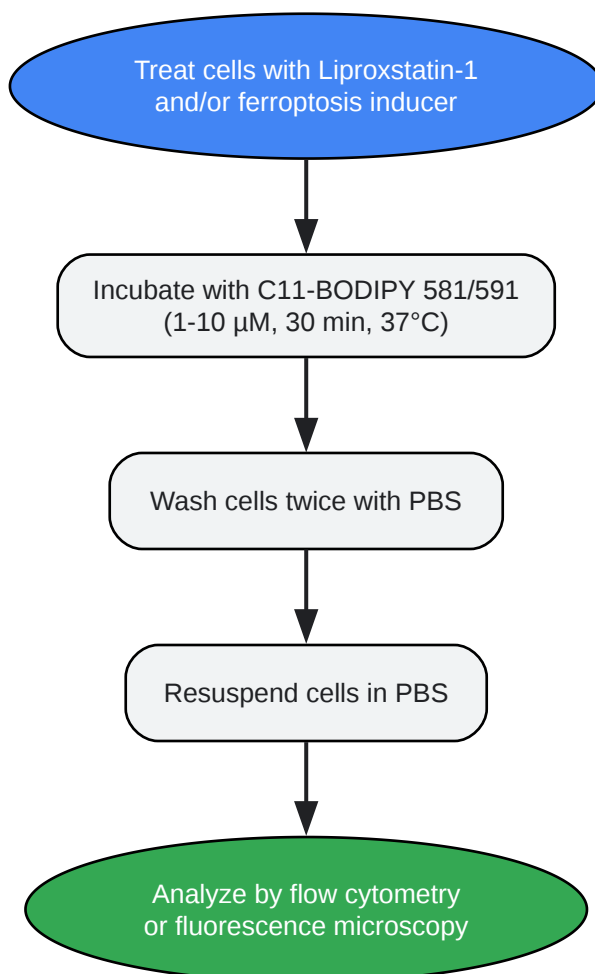 Treat cells with Liproxstatin-1
and/or ferroptosis inducer
Incubate with C11-BODIPY 581/591
(1-10 µM, 30 min, 37°C)
Wash cells twice with PBS
Resuspend cells in PBS
Analyze by flow cytometry
or fluorescence microscopy